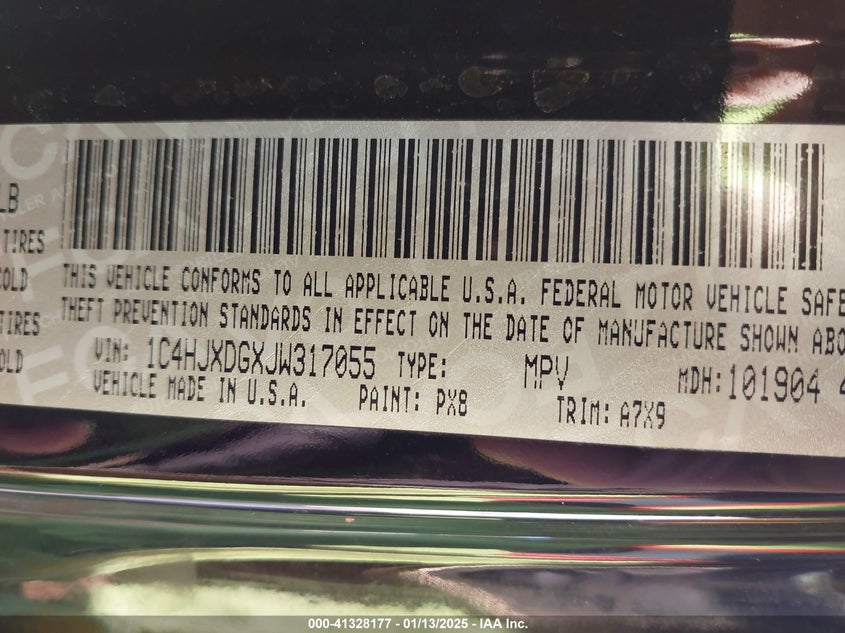 LB
TIRES
COLD
TIRES
OLD
THIS VEHICLE CONFORMS TO ALL APPLICABLE U.S.A. FEDERAL MOTOR VEHICLE SAFE
THEFT PREVENTION STANDARDS IN EFFECT ON THE DATE OF MANUFACTURE SHOWN ABO
VIN: 1C4HJXDGXJW317055 TYPE: MPV MDH: 101904 4
VEHICLE MADE IN U.S.A. PAINT: PX8 TRIM: A7X9
000-41328177 - 01/13/2025 - IAA Inc.